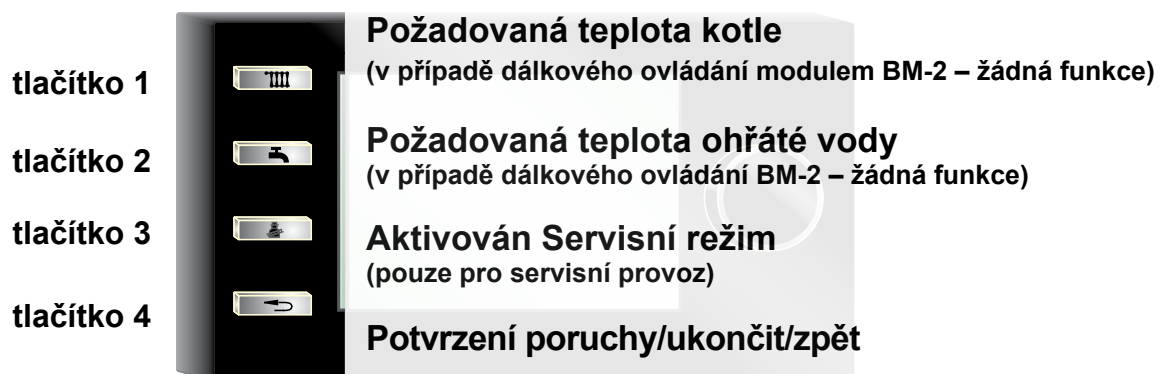 Požadovaná teplota kotle
tlačítko 1
(v případě dálkového ovládání modulem BM-2 – žádná funkce)
Požadovaná teplota ohřáté vody
tlačítko 2
(v případě dálkového ovládání BM-2 – žádná funkce)
tlačítko 3
Aktivován Servisní režim
(pouze pro servisní provoz)
tlačítko 4
Potvrzení poruchy/ukončit/zpět